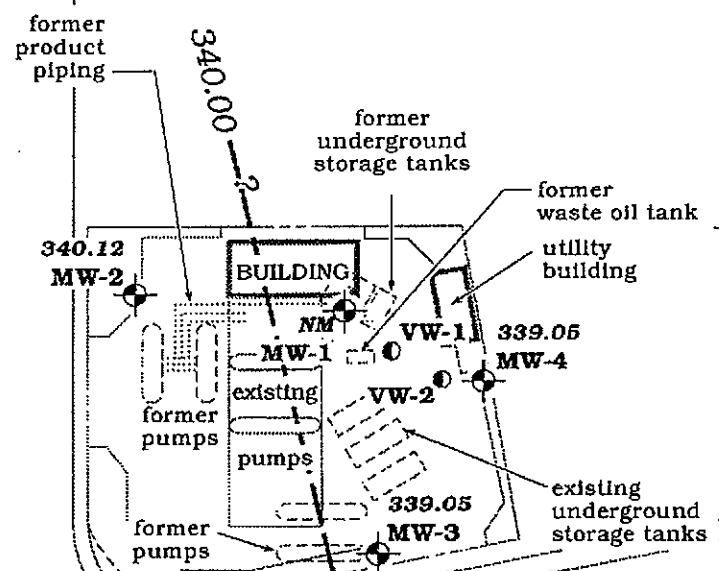 former
product
piping
340.00
?
former
underground
storage tanks
former
waste oil tank
utility
building
340.12
MW-2
BUILDING
NM
MW-1
VW-1
339.05
MW-4
existing
pumps
VW-2
former
pumps
339.05
MW-3
existing
underground
storage tanks
former
pumps